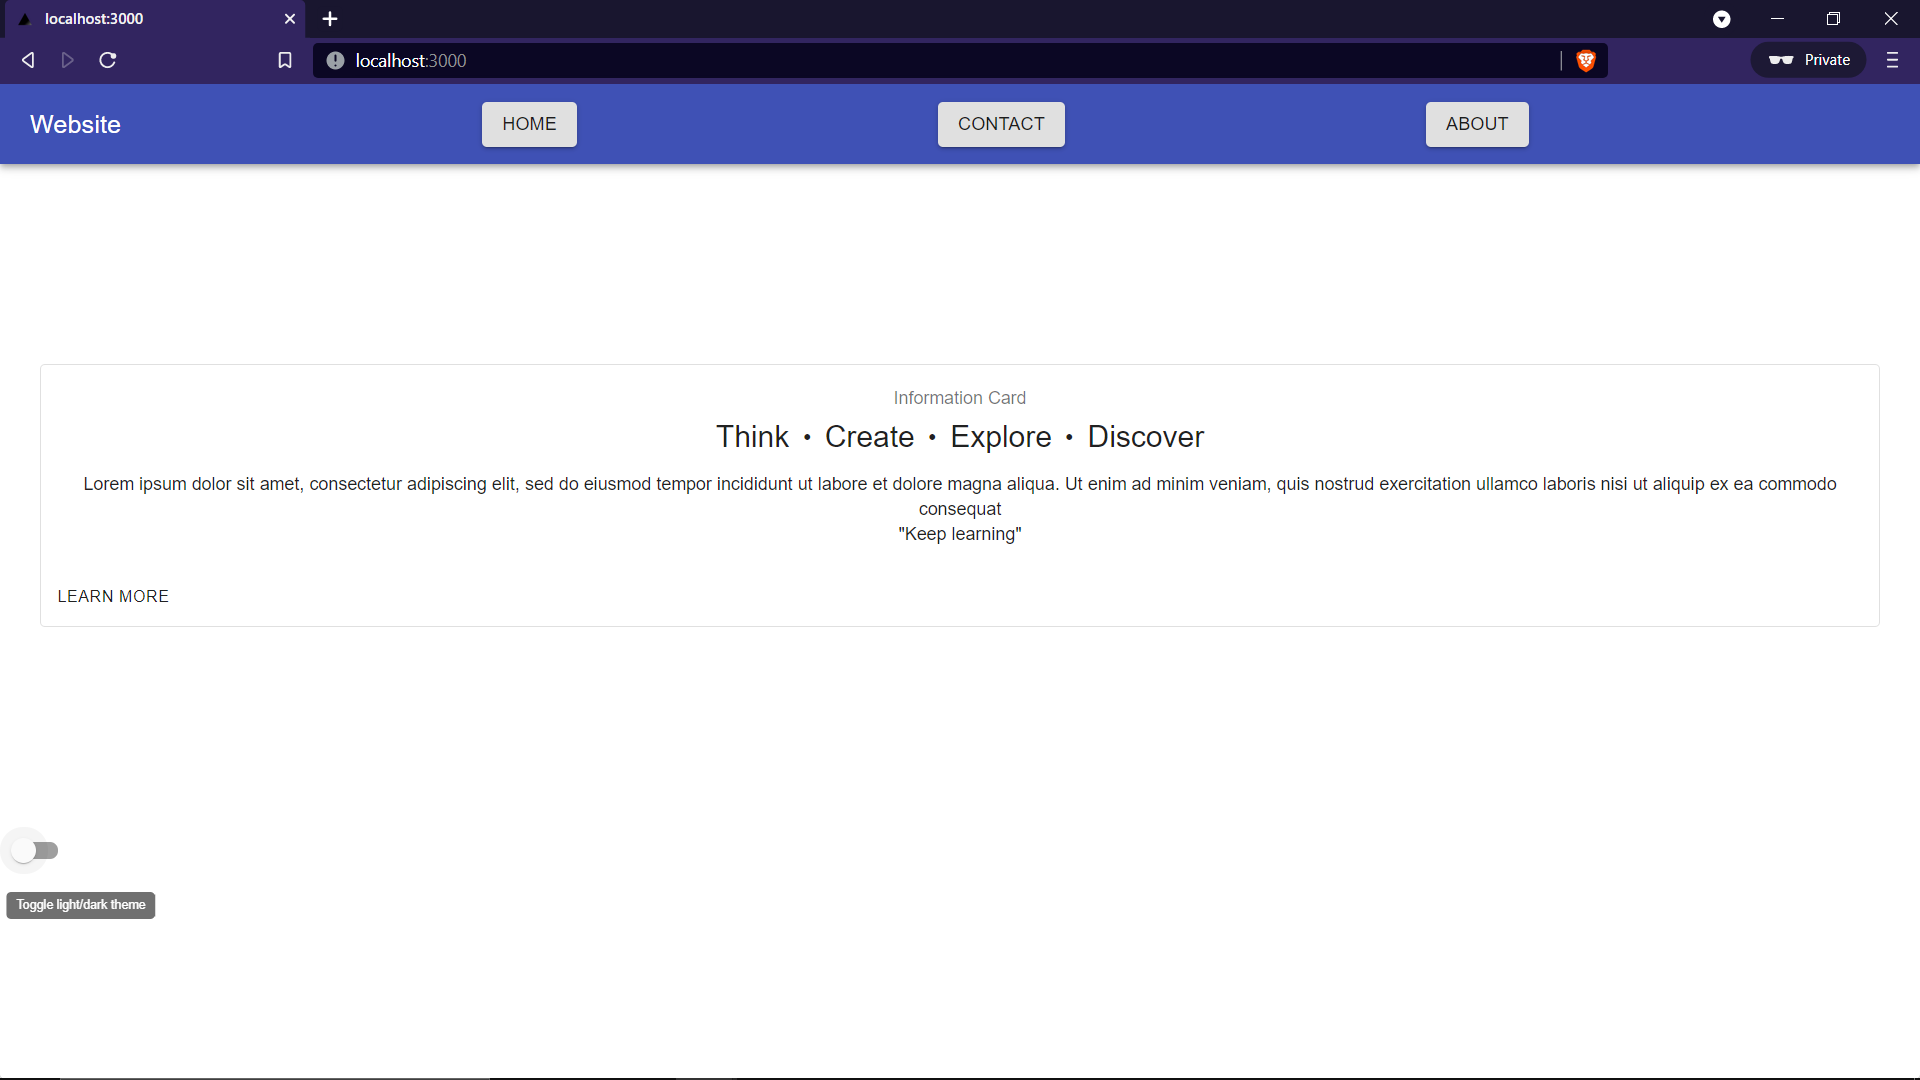 localhost:3000
localhost:3000
Private
Website
HOME
CONTACT
ABOUT
Information Card
Think • Create • Explore • Discover
Lorem ipsum dolor sit amet, consectetur adipiscing elit, sed do eiusmod tempor incididunt ut labore et dolore magna aliqua. Ut enim ad minim veniam, quis nostrud exercitation ullamco laboris nisi ut aliquip ex ea commodo
consequat
"Keep learning"
LEARN MORE
Toggle light/dark theme